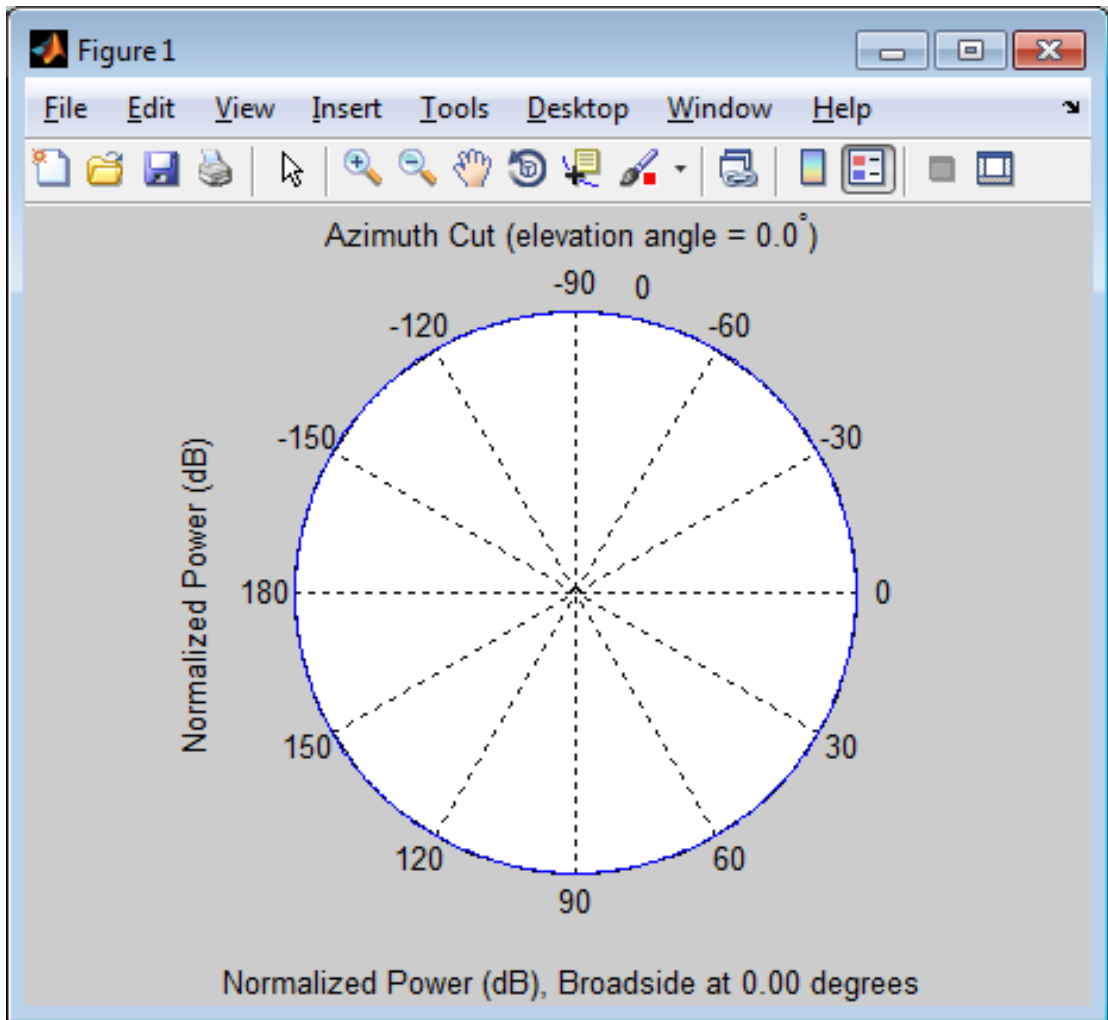 Figure 1
File Edit View Insert Tools Desktop Window Help
Azimuth Cut (elevation angle = 0.0°)
-90 0
-120 -60
-150 -30
Normalized Power (dB)
180 0
150 30
120 60
90
Normalized Power (dB), Broadside at 0.00 degrees